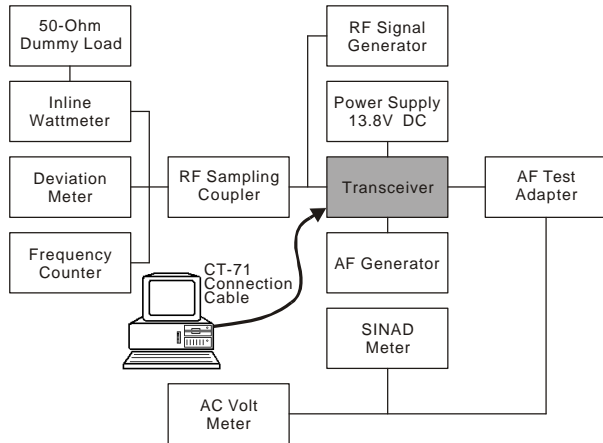 50-Ohm
Dummy Load
RF Signal
Generator
Inline
Wattmeter
Power Supply
13.8V DC
Deviation
Meter
RF Sampling
Coupler
Transceiver
AF Test
Adapter
Frequency
Counter
CT-71
Connection
Cable
AF Generator
SINAD
Meter
AC Volt
Meter